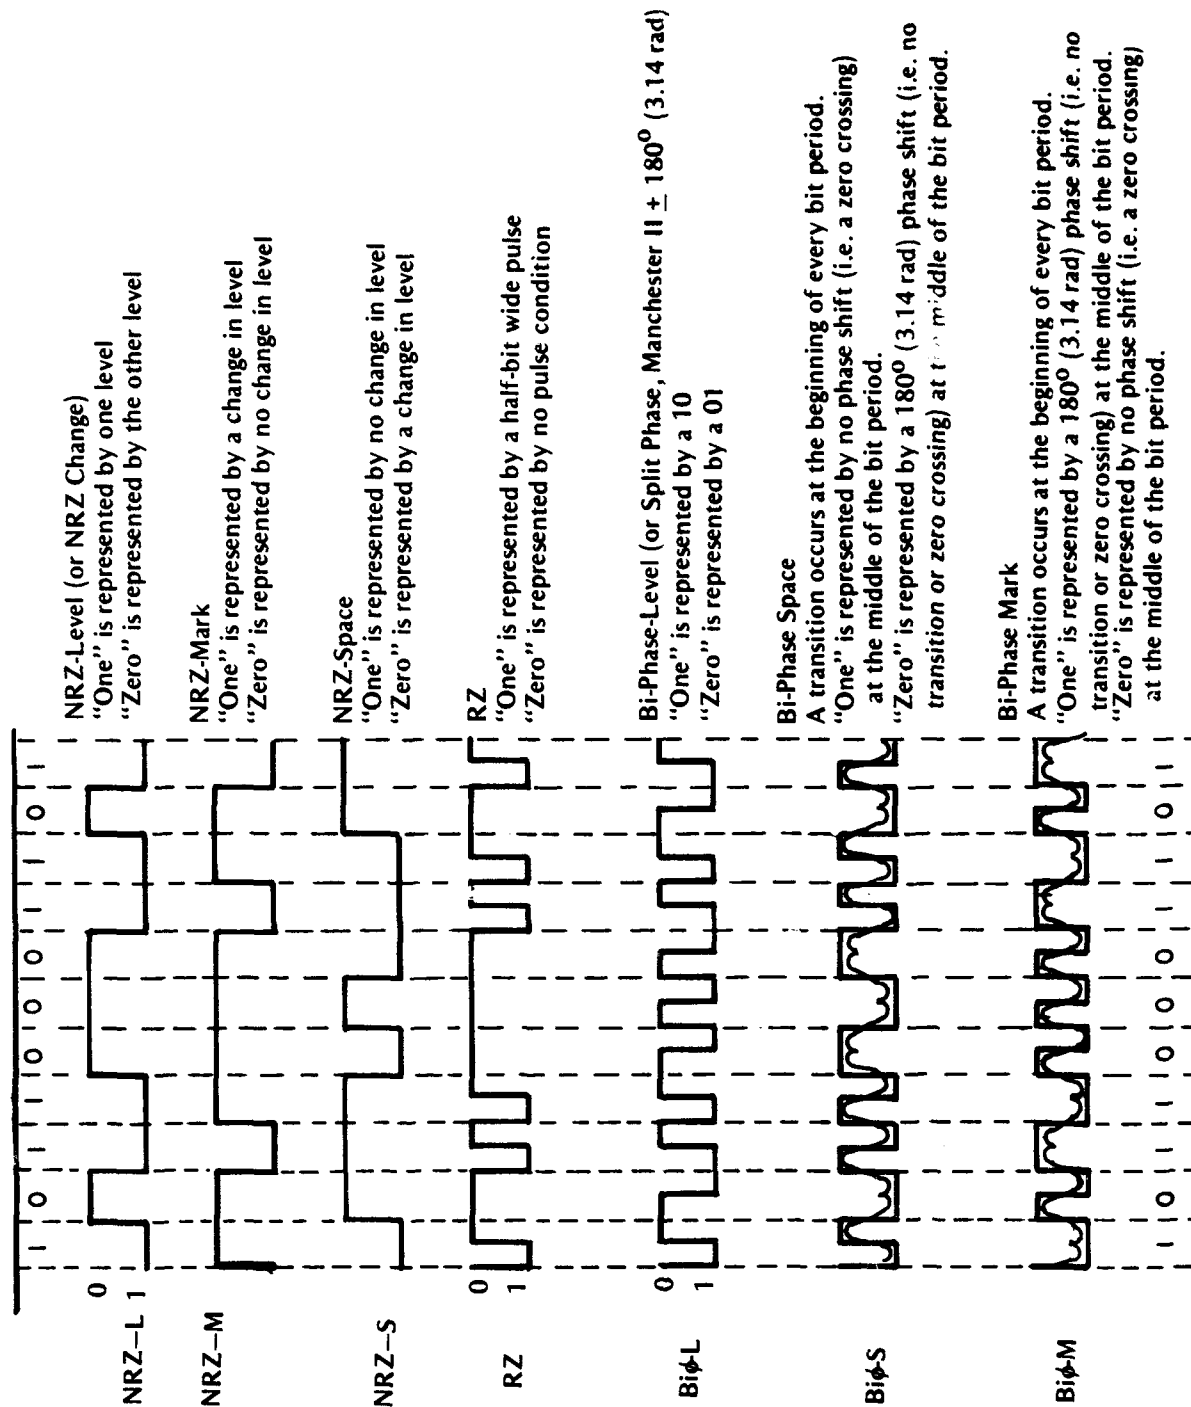 1 0 1 1 0 0 0 1 1 0 1
NRZ-L
0
1
NRZ-Level (or NRZ Change)
"One" is represented by one level
"Zero" is represented by the other level
NRZ-M
NRZ-Mark
"One" is represented by a change in level
"Zero" is represented by no change in level
NRZ-S
NRZ-Space
"One" is represented by no change in level
"Zero" is represented by a change in level
RZ
0
1
RZ
"One" is represented by a half-bit wide pulse
"Zero" is represented by no pulse condition
Biϕ-L
0
1
Bi-Phase-Level (or Split Phase, Manchester II ± 180° (3.14 rad)
"One" is represented by a 10
"Zero" is represented by a 01
Biϕ-S
Bi-Phase Space
A transition occurs at the beginning of every bit period.
"One" is represented by no phase shift (i.e. a zero crossing)
at the middle of the bit period.
"Zero" is represented by a 180° (3.14 rad) phase shift (i.e. no
transition or zero crossing) at middle of the bit period.
Biϕ-M
Bi-Phase Mark
A transition occurs at the beginning of every bit period.
"One" is represented by a 180° (3.14 rad) phase shift (i.e. no
transition or zero crossing) at the middle of the bit period.
"Zero" is represented by no phase shift (i.e. a zero crossing)
at the middle of the bit period.
1 0 1 1 0 0 0 1 1 0 1